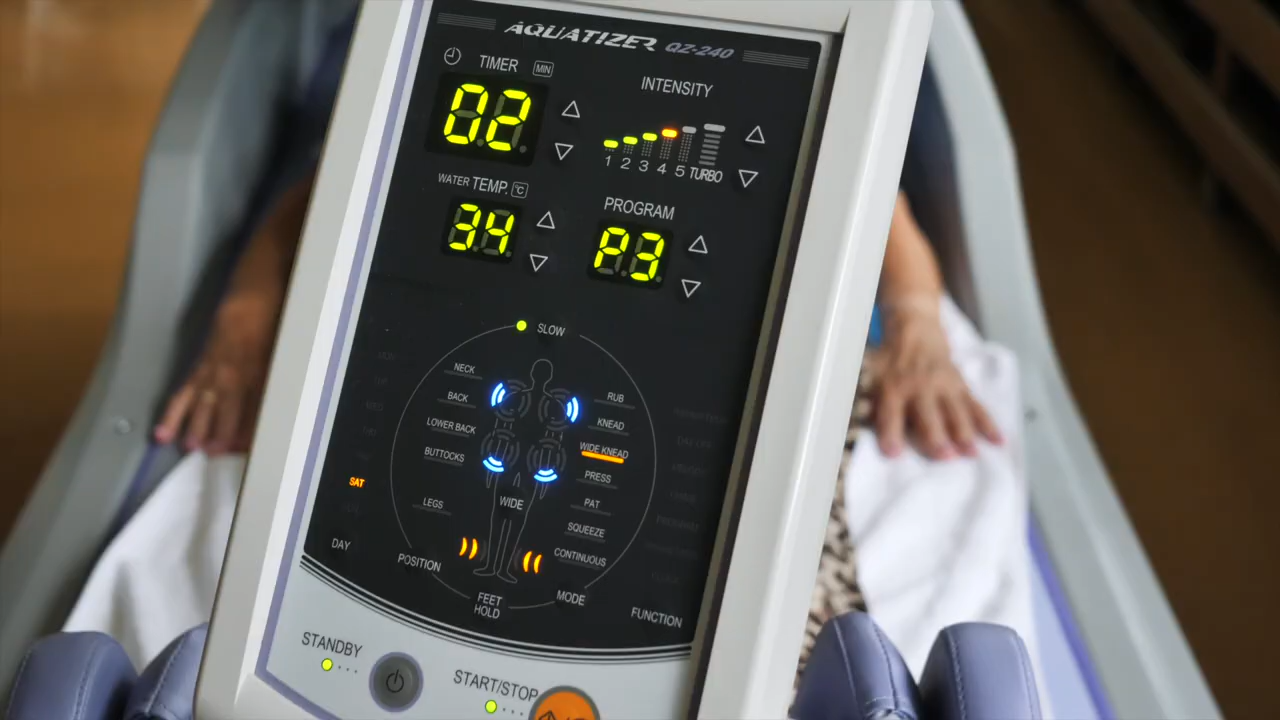 AQUATIZER QZ-240
TIMER MIN
02
INTENSITY
1 2 3 4 5 TURBO
WATER TEMP. °C
34
PROGRAM
P3
SLOW
NECK
BACK
LOWER BACK
BUTTOCKS
LEGS
RUB
KNEAD
WIDE KNEAD
PRESS
PAT
SQUEEZE
CONTINUOUS
WIDE
SAT
DAY
POSITION
FEET
HOLD
MODE
FUNCTION
STANDBY
START/STOP